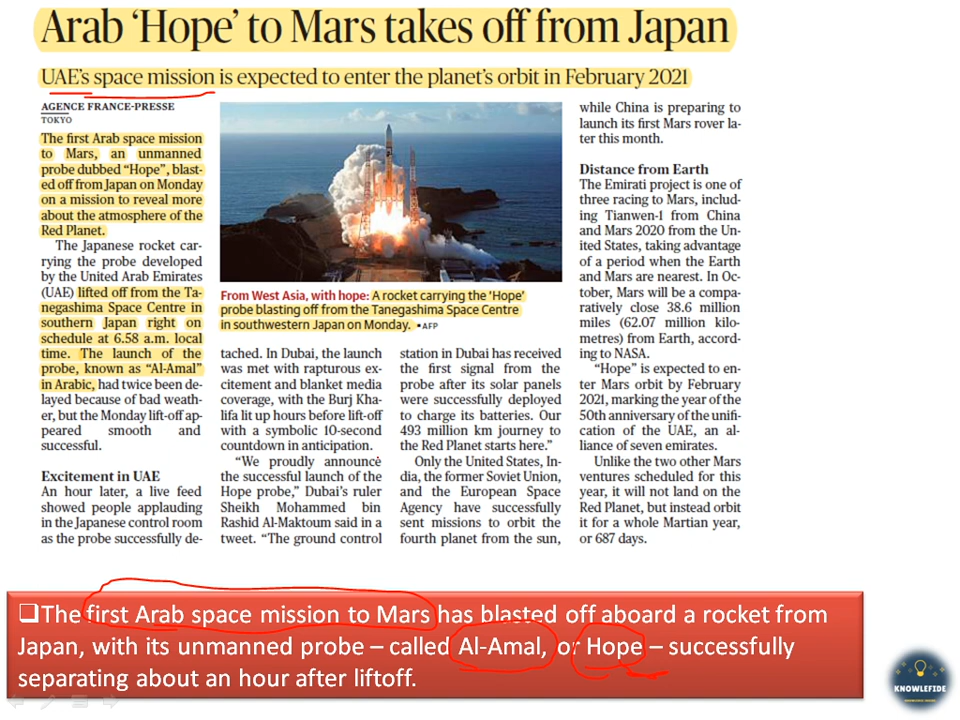 Arab ‘Hope’ to Mars takes off from Japan
UAE’s space mission is expected to enter the planet’s orbit in February 2021
AGENCE FRANCE-PRESSE
TOKYO
The first Arab space mission
to Mars, an unmanned
probe dubbed “Hope”, blast-
ed off from Japan on Monday
on a mission to reveal more
about the atmosphere of the
Red Planet.
The Japanese rocket car-
rying the probe developed
by the United Arab Emirates
(UAE) lifted off from the Ta-
negashima Space Centre in
southern Japan right on
schedule at 6.58 a.m. local
time. The launch of the
probe, known as “Al-Amal”
in Arabic, had twice been de-
layed because of bad weath-
er, but the Monday lift-off ap-
peared smooth and
successful.
Excitement in UAE
An hour later, a live feed
showed people applauding
in the Japanese control room
as the probe successfully de-
From West Asia, with hope: A rocket carrying the ‘Hope’
probe blasting off from the Tanegashima Space Centre
in southwestern Japan on Monday. •AFP
tached. In Dubai, the launch
was met with rapturous ex-
citement and blanket media
coverage, with the Burj Kha-
lifa lit up hours before lift-off
with a symbolic 10-second
countdown in anticipation.
“We proudly announce
the successful launch of the
Hope probe,” Dubai’s ruler
Sheikh Mohammed bin
Rashid Al-Maktoum said in a
tweet. “The ground control
station in Dubai has received
the first signal from the
probe after its solar panels
were successfully deployed
to charge its batteries. Our
493 million km journey to
the Red Planet starts here.”
Only the United States, In-
dia, the former Soviet Union,
and the European Space
Agency have successfully
sent missions to orbit the
fourth planet from the sun,
while China is preparing to
launch its first Mars rover la-
ter this month.
Distance from Earth
The Emirati project is one of
three racing to Mars, includ-
ing Tianwen-1 from China
and Mars 2020 from the Un-
ited States, taking advantage
of a period when the Earth
and Mars are nearest. In Oc-
tober, Mars will be a compa-
ratively close 38.6 million
miles (62.07 million kilo-
metres) from Earth, accord-
ing to NASA.
“Hope” is expected to en-
ter Mars orbit by February
2021, marking the year of the
50th anniversary of the unifi-
cation of the UAE, an al-
liance of seven emirates.
Unlike the two other Mars
ventures scheduled for this
year, it will not land on the
Red Planet, but instead orbit
it for a whole Martian year,
or 687 days.
❑The first Arab space mission to Mars has blasted off aboard a rocket from
Japan, with its unmanned probe – called Al-Amal, or Hope – successfully
separating about an hour after liftoff.
KNOWLEFIDE